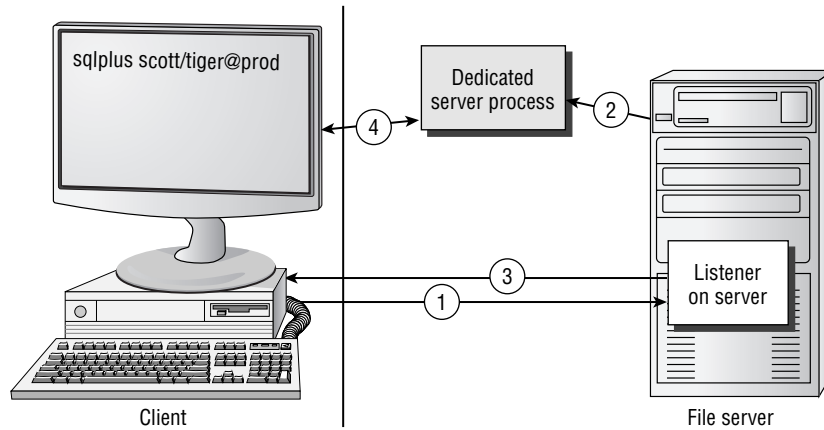 sqlplus scott/tiger@prod
Dedicated
server process
2
4
3
1
Listener
on server
Client
File server